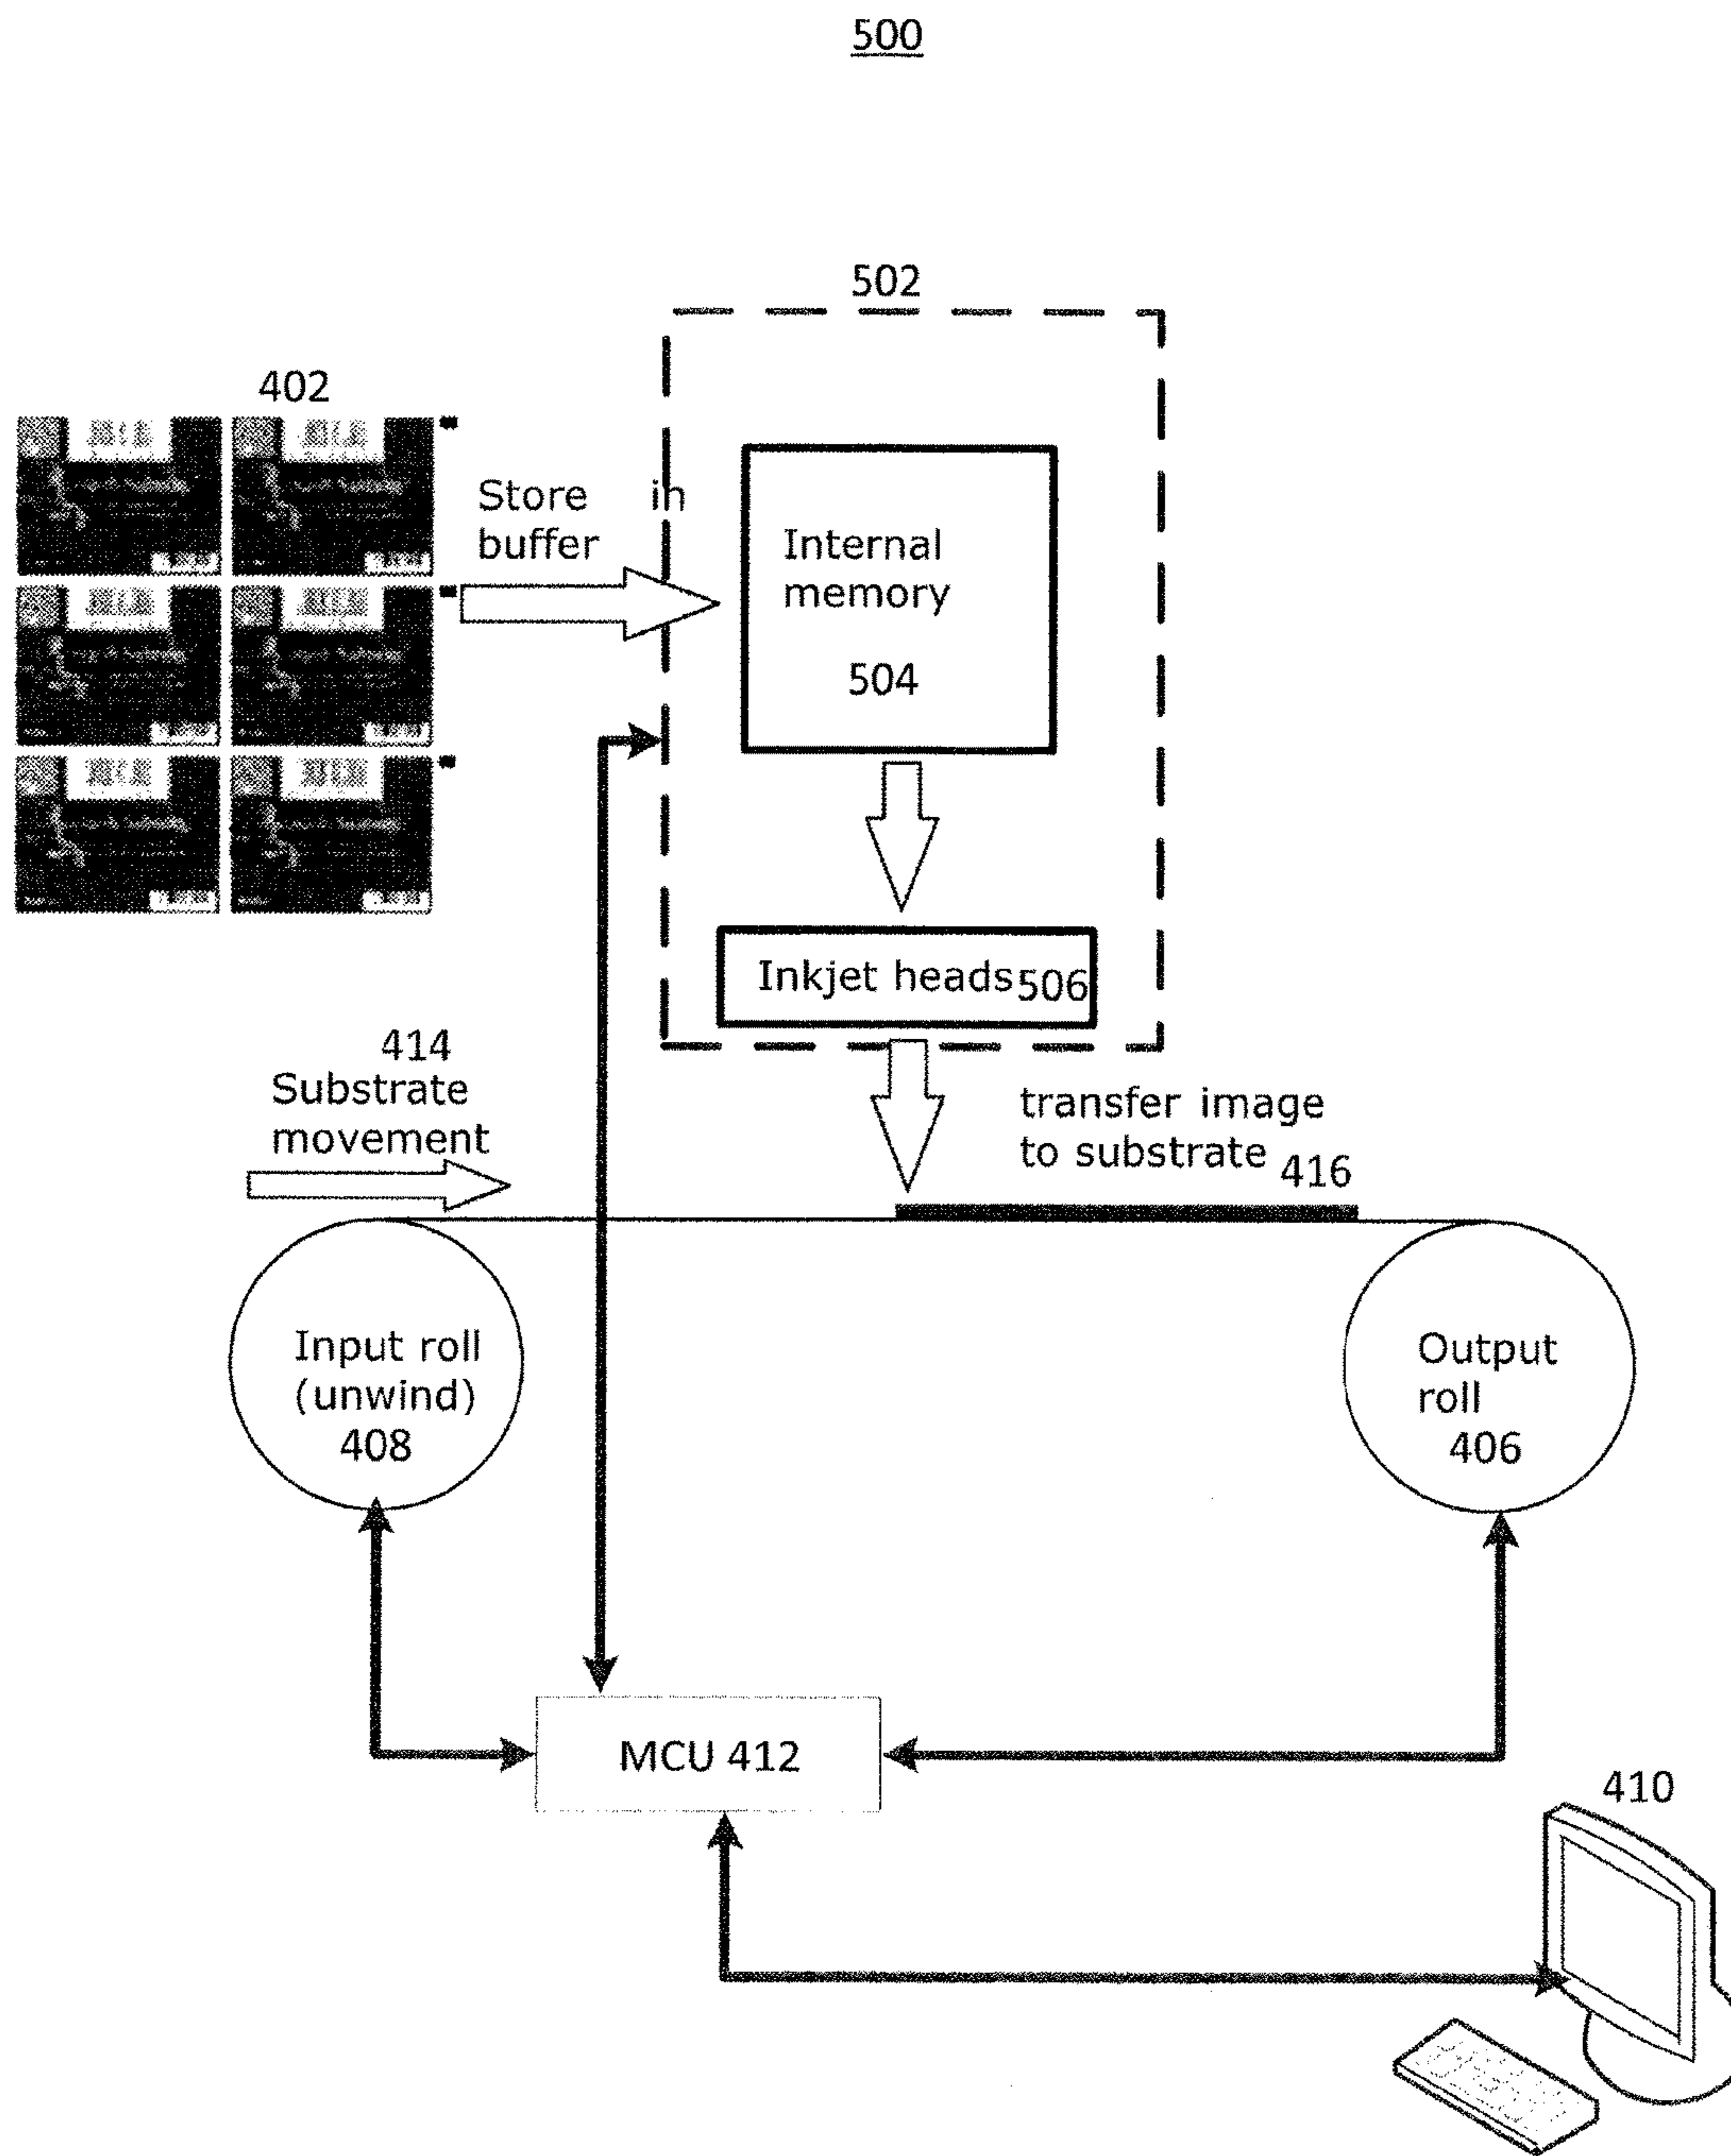 500
502
402
Store in
buffer
Internal
memory
504
Inkjet heads 506
414
Substrate
movement
transfer image
to substrate 416
Input roll
(unwind)
408
Output
roll
406
MCU 412
410